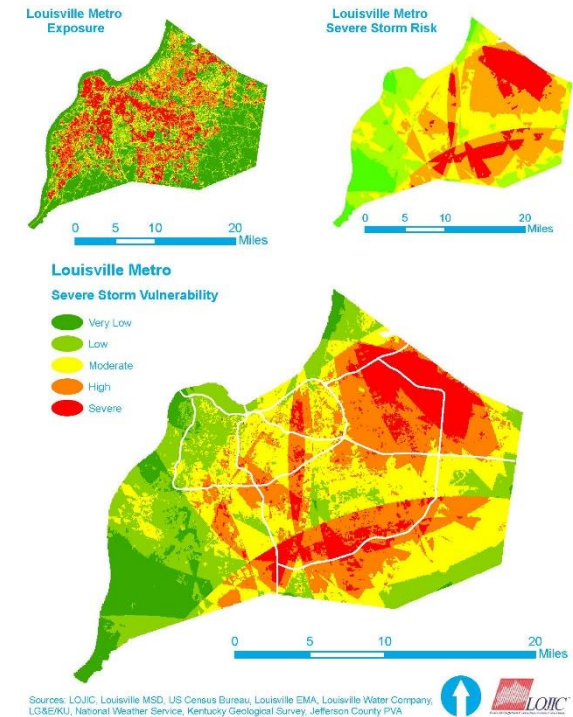 Louisville Metro
Exposure
Louisville Metro
Severe Storm Risk
0 5 10 20
Miles
0 5 10 20
Miles
Louisville Metro
Severe Storm Vulnerability
Very Low
Low
Moderate
High
Severe
0 5 10 20
Miles
Sources: LOJIC, Louisville MSD, US Census Bureau, Louisville EMA, Louisville Water Company,
LG&E/KU, National Weather Service, Kentucky Geological Survey, Jefferson County PVA
LOJIC